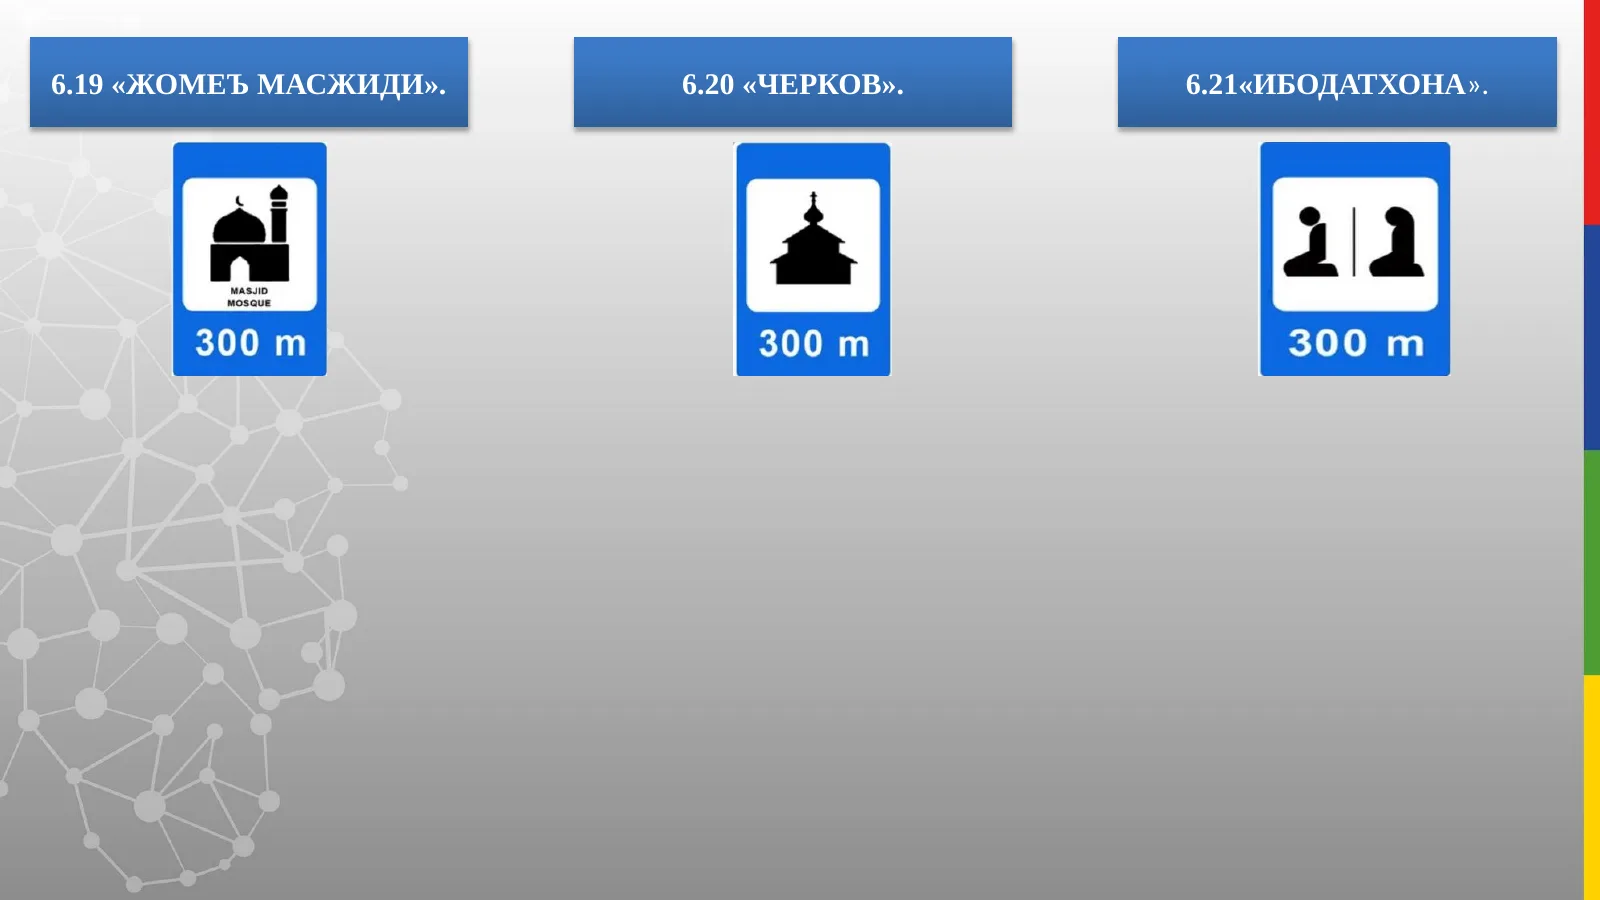 6.19 «ЖОМЕЪ МАСЖИДИ».
MASJID
MOSQUE
300 m
6.20 «ЧЕРКОВ».
300 m
6.21«ИБОДАТХОНА».
300 m